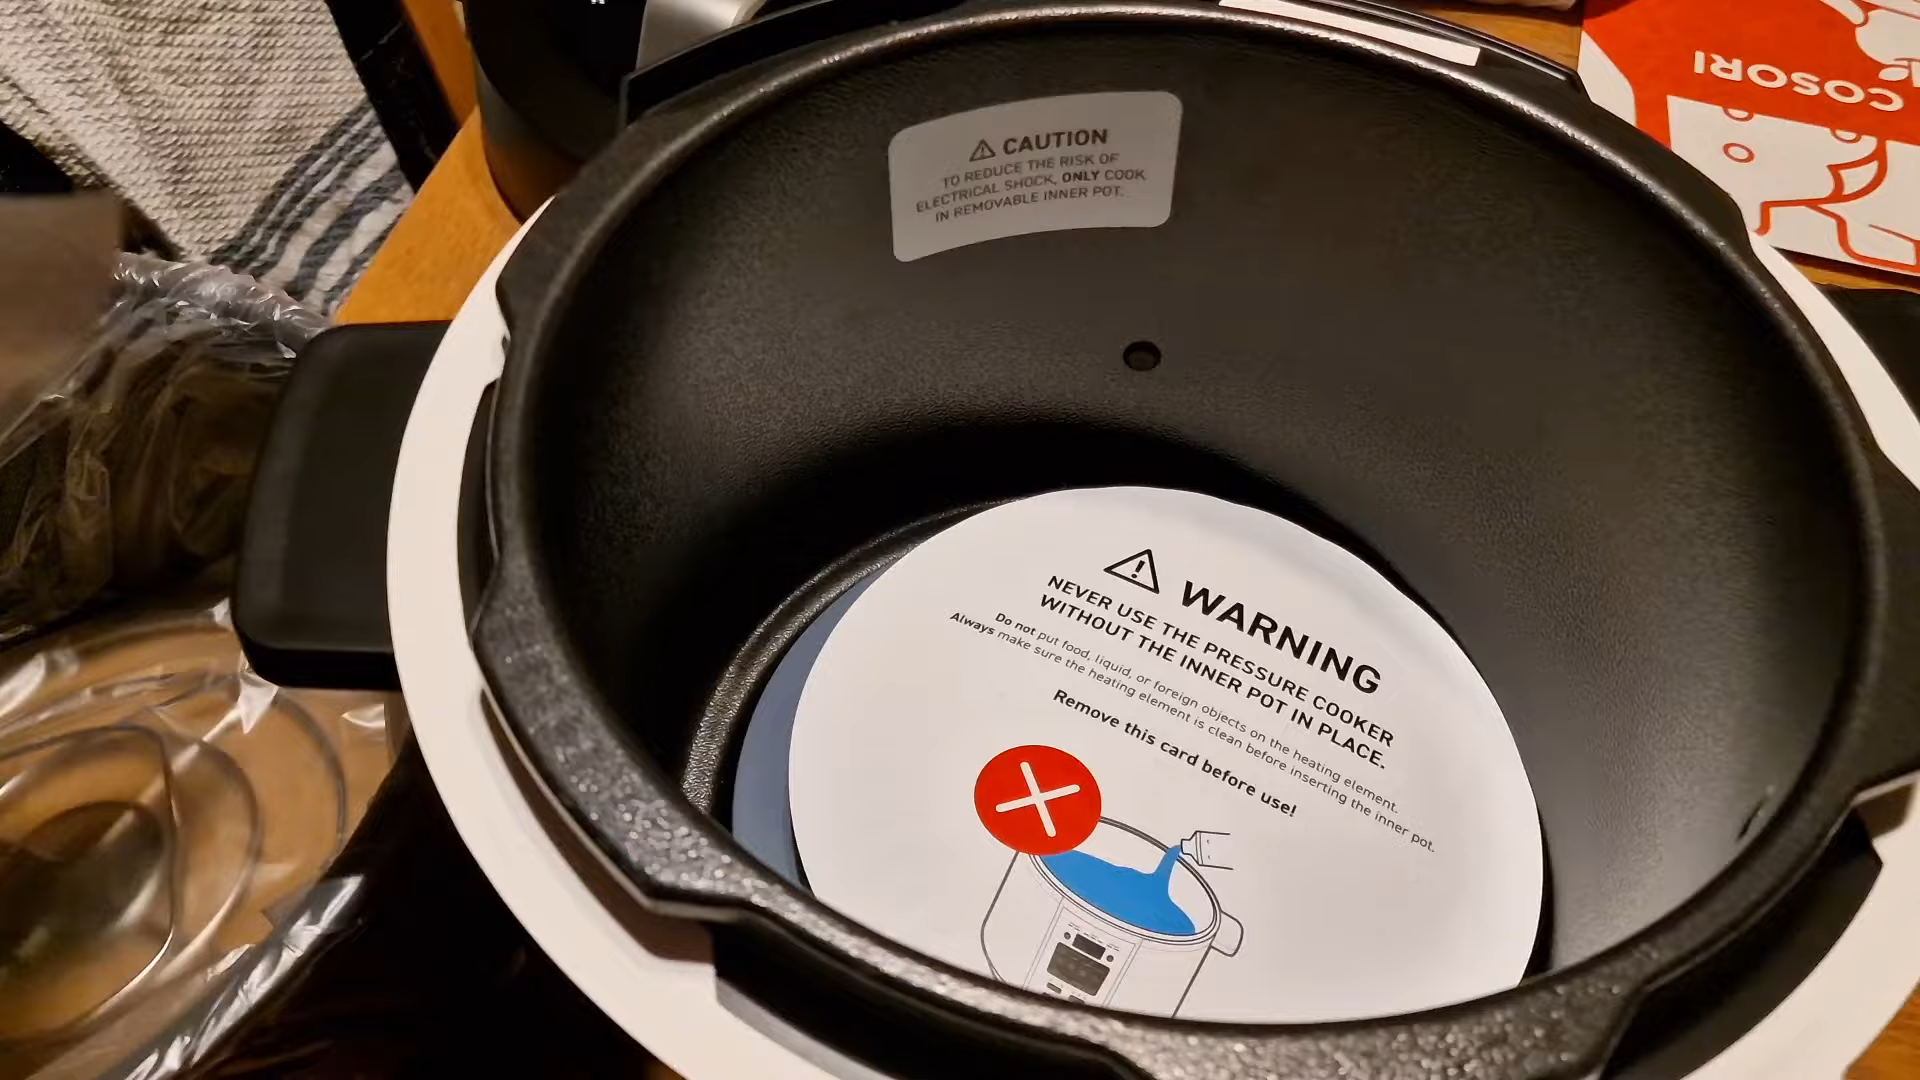 COSORI
⚠ CAUTION
TO REDUCE THE RISK OF
ELECTRICAL SHOCK, ONLY COOK
IN REMOVABLE INNER POT.
⚠ WARNING
NEVER USE THE PRESSURE COOKER
WITHOUT THE INNER POT IN PLACE.
Do not put food, liquid, or foreign objects on the heating element.
Always make sure the heating element is clean before inserting the inner pot.
Remove this card before use!